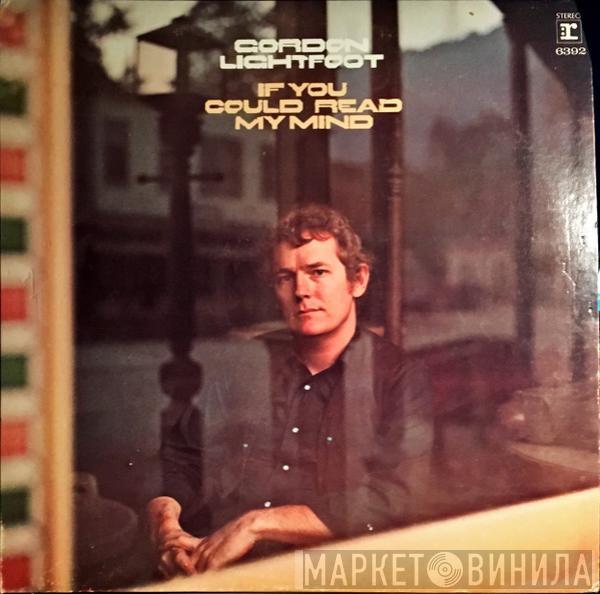 STEREO
r
6392
GORDON
LIGHTFOOT
IF YOU
COULD READ
MY MIND
МАРКЕТ ВИНИЛА